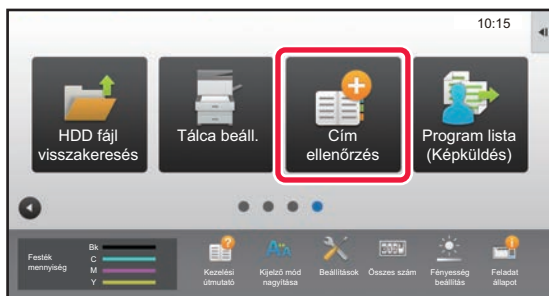 10:15
HDD fájl
visszakeresés
Tálca beáll.
Cím
ellenőrzés
Program lista
(Képküldés)
Festék
mennyiség
Bk
C
M
Y
Kezelési
útmutató
Kijelző mód
nagyítása
Beállítások
Összes szám
Fényesség
beállítás
Feladat
állapot